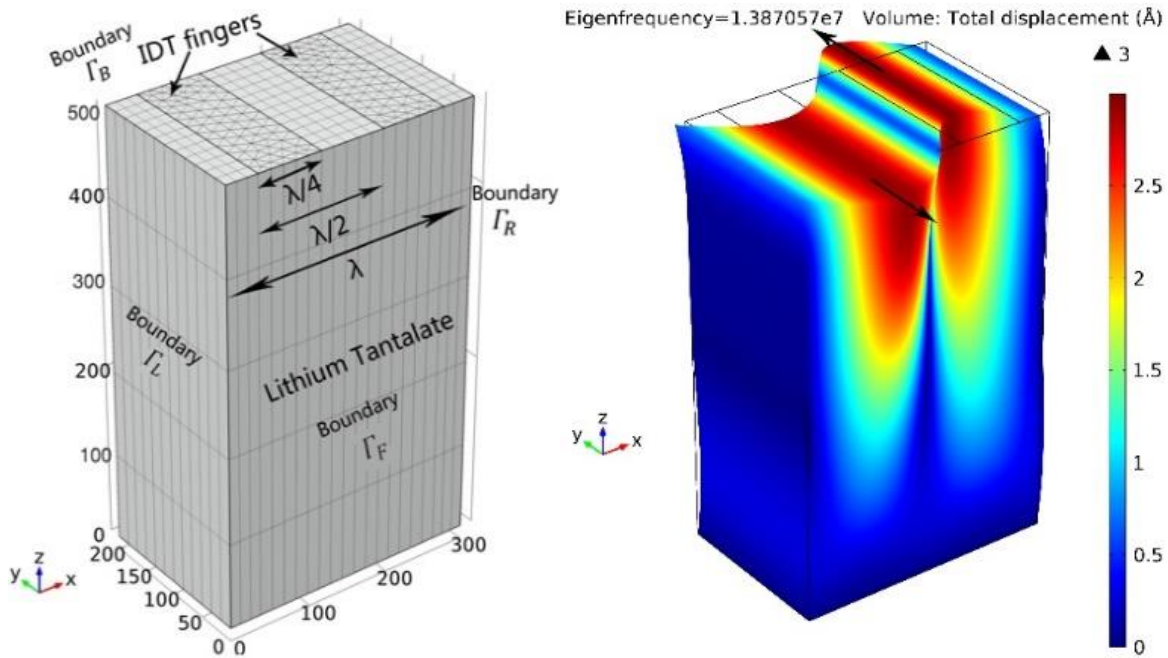 Boundary
Γ_B
IDT fingers
500
400
300
200
100
0
λ/4
λ/2
λ
Boundary
Γ_R
Boundary
Γ_L
Lithium Tantalate
Boundary
Γ_F
200
150
100
50
0
0
100
200
300
z
y
x
Eigenfrequency=1.387057e7 Volume: Total displacement (Å)
▲ 3
2.5
2
1.5
1
0.5
0
z
y
x